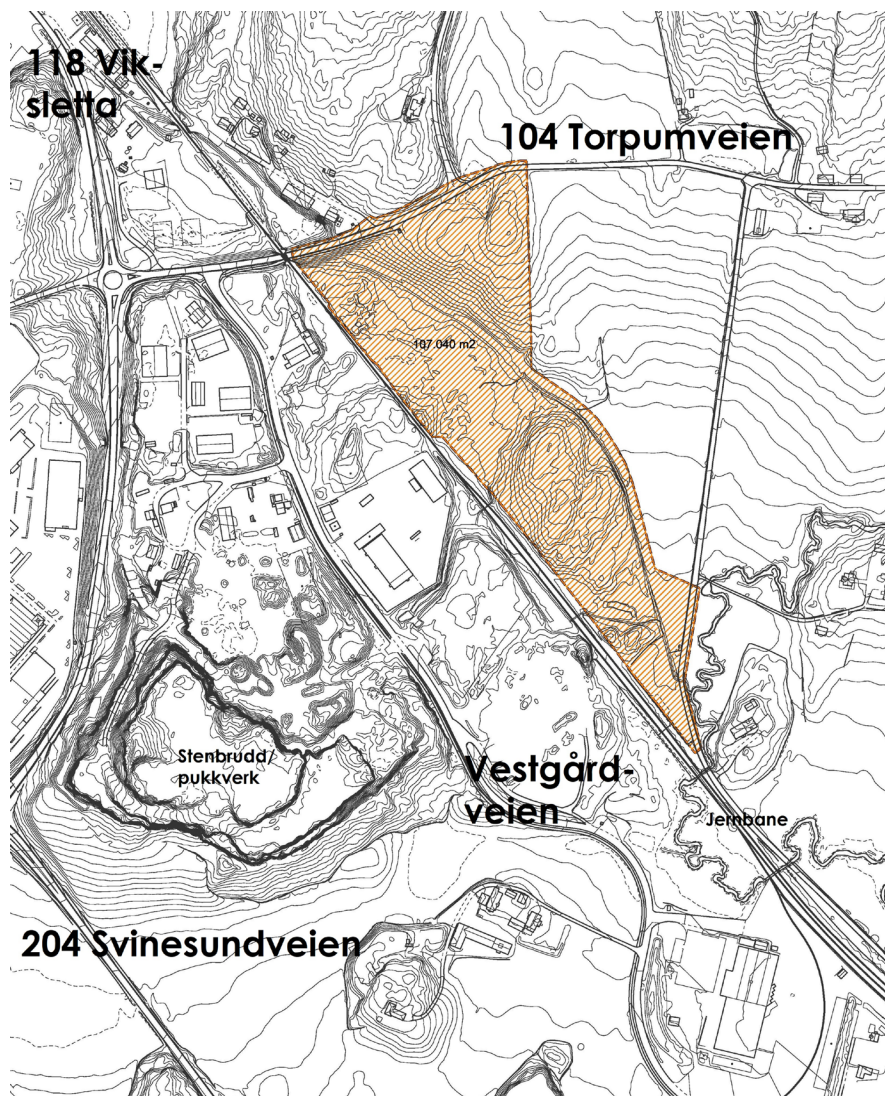 118 Vik-
sletta
104 Torpumveien
107.040 m2
Stenbrudd/
pukkverk
Vestgård-
veien
Jernbane
204 Svinesundveien